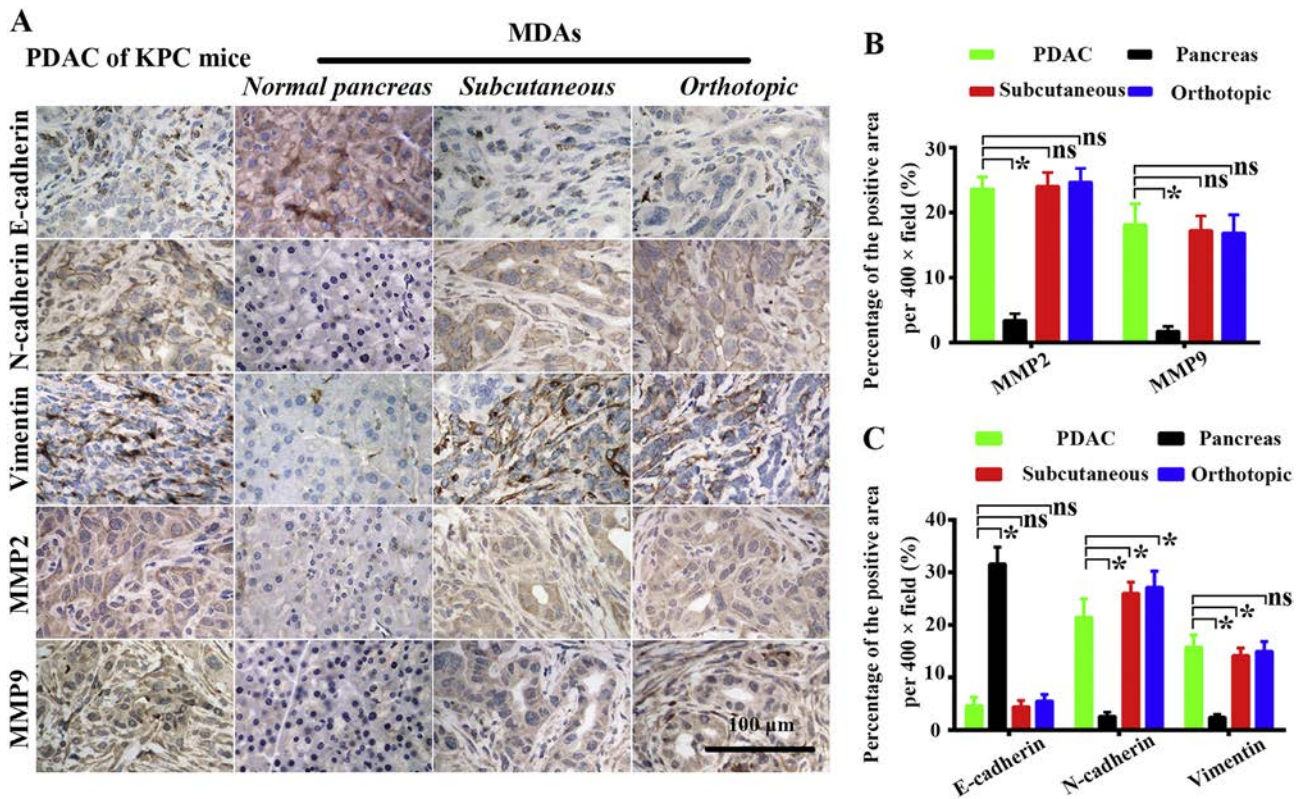 A
PDAC of KPC mice
MDAs
Normal pancreas
Subcutaneous
Orthotopic
E-cadherin
N-cadherin
Vimentin
MMP2
MMP9
100 μm
B
PDAC
Pancreas
Subcutaneous
Orthotopic
Percentage of the positive area
per 400 × field (%)
30
20
10
0
ns
ns
*
ns
ns
*
MMP2
MMP9
C
PDAC
Pancreas
Subcutaneous
Orthotopic
Percentage of the positive area
per 400 × field (%)
40
30
20
10
0
ns
ns
*
*
*
*
ns
*
*
E-cadherin
N-cadherin
Vimentin